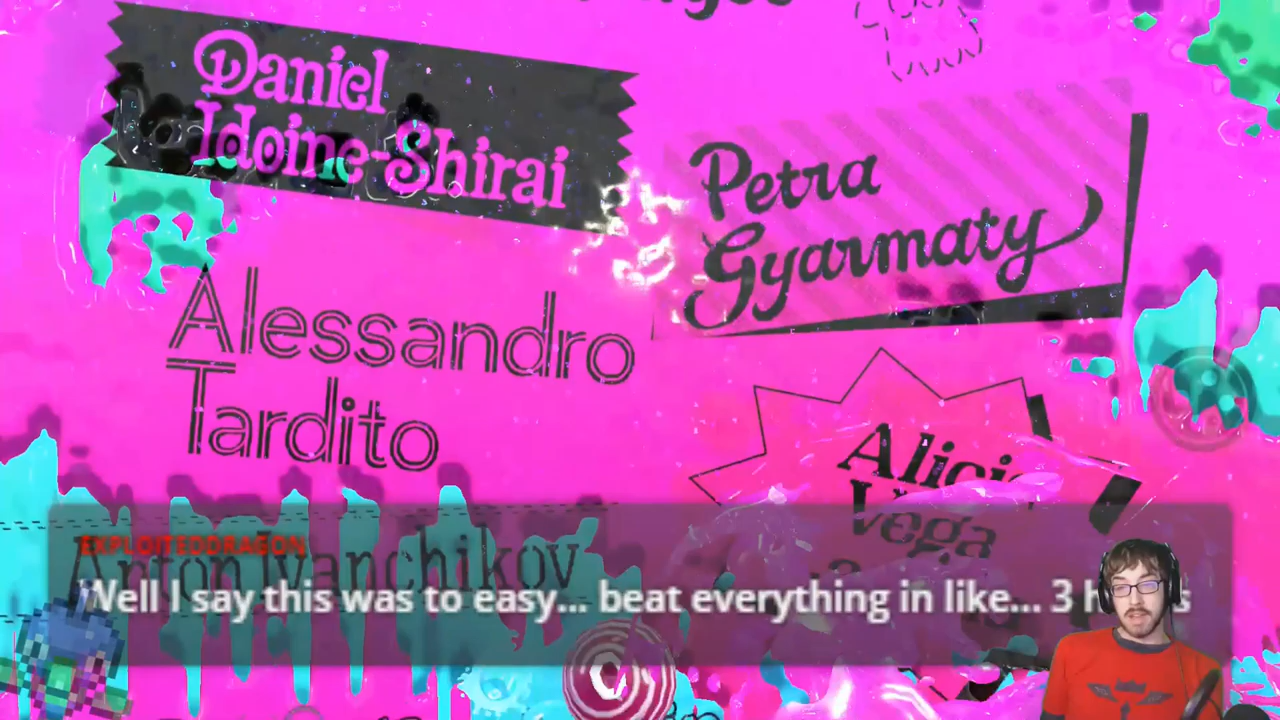 Daniel
Idoine-Shirai
Petra
Gyarmaty
Alessandro
Tardito
Vega
Anton Ivanchikov
EXPLOITEDDRAGON
Well I say this was to easy... beat everything in like... 3